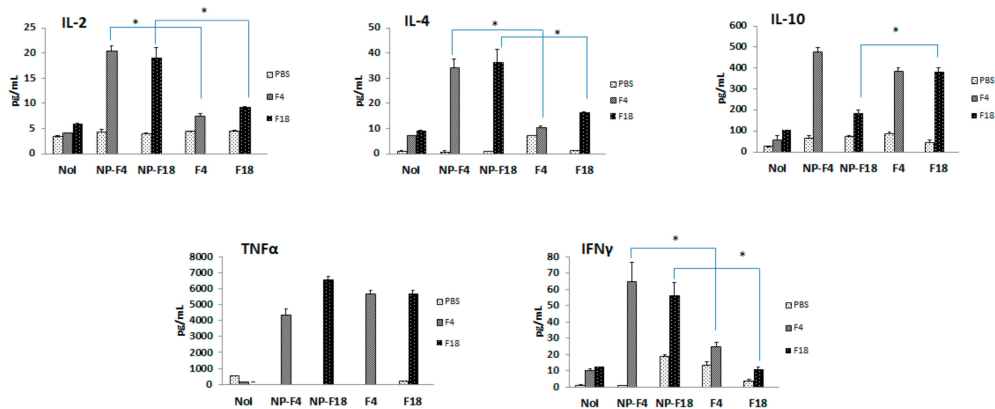 IL-2
* *
25
20
15
10
5
0
pg/mL
NoI NP-F4 NP-F18 F4 F18
PBS
F4
F18
IL-4
* *
50
40
30
20
10
0
pg/mL
NoI NP-F4 NP-F18 F4 F18
PBS
F4
F18
IL-10
*
600
500
400
300
200
100
0
pg/mL
NoI NP-F4 NP-F18 F4 F18
PBS
F4
F18
TNFα
8000
7000
6000
5000
4000
3000
2000
1000
0
pg/mL
NoI NP-F4 NP-F18 F4 F18
PBS
F4
F18
IFNγ
* *
80
70
60
50
40
30
20
10
0
pg/mL
NoI NP-F4 NP-F18 F4 F18
PBS
F4
F18